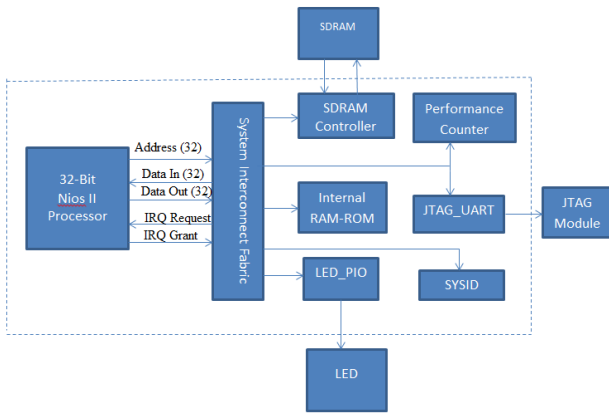 SDRAM
SDRAM
Controller
Performance
Counter
Address (32)
Data In (32)
Data Out (32)
IRQ Request
IRQ Grant
32-Bit
Nios II
Processor
System Interconnect Fabric
Internal
RAM-ROM
JTAG_UART
JTAG
Module
LED_PIO
SYSID
LED